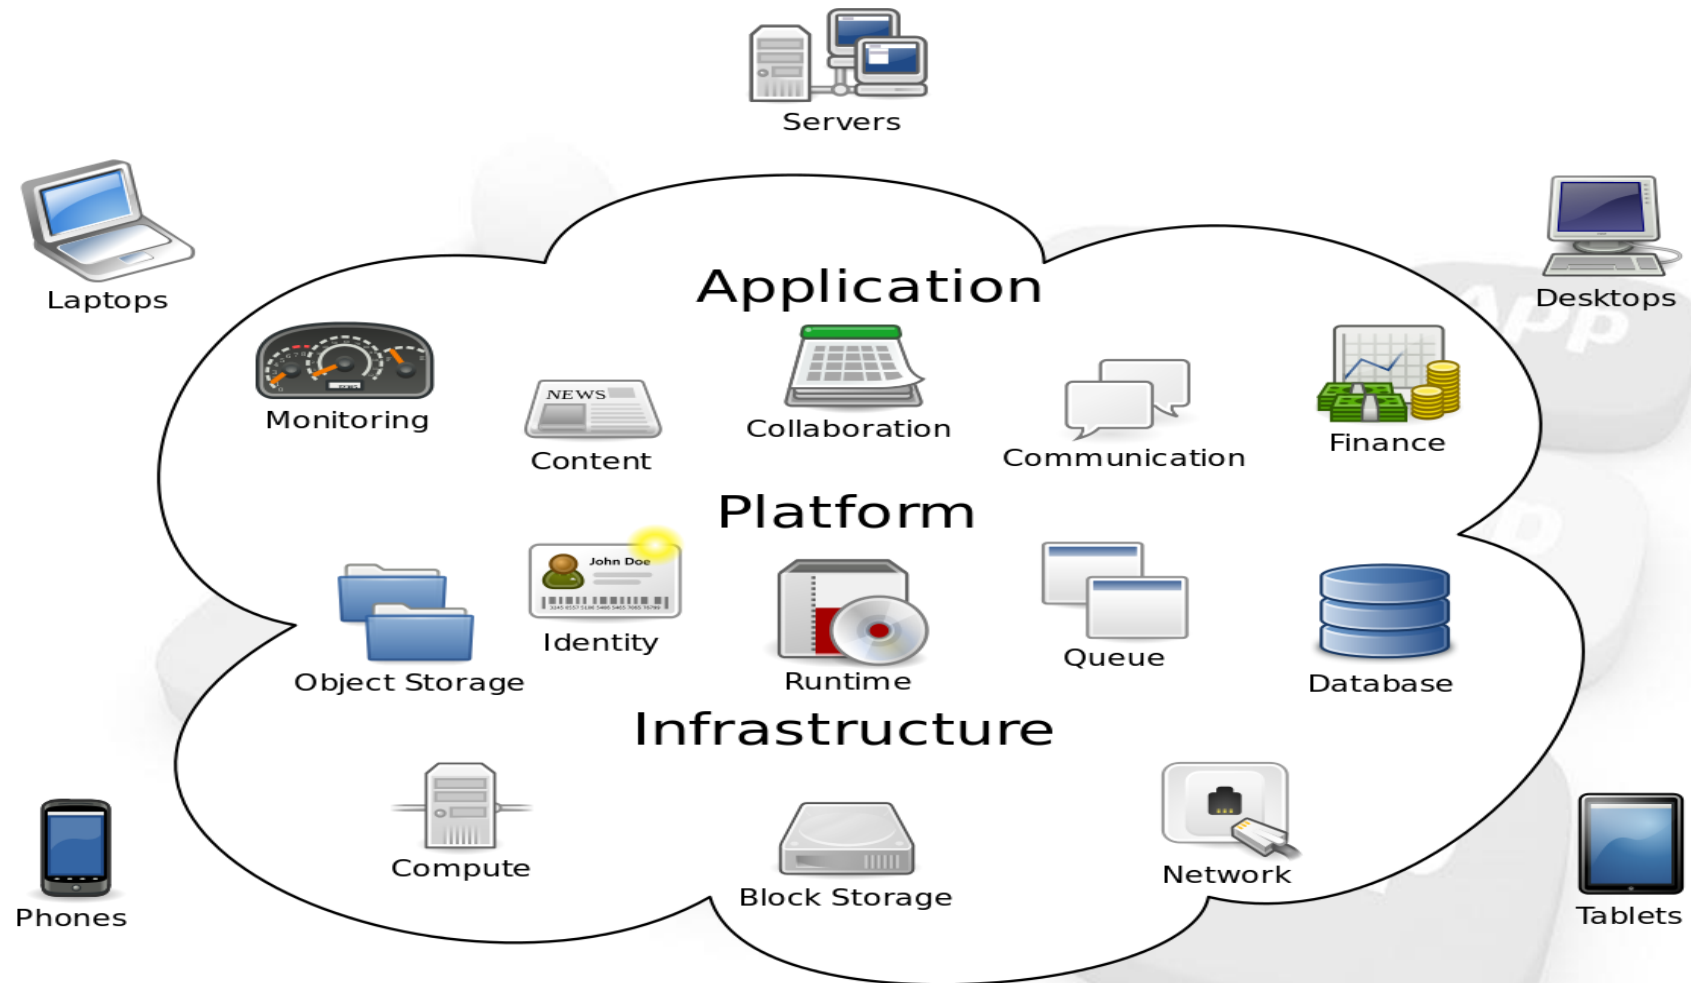 Servers
Laptops
Desktops
App
Application
Monitoring
NEWS
Content
Collaboration
Communication
Finance
Platform
John Doe
Object Storage
Identity
Runtime
Queue
Database
Infrastructure
Compute
Block Storage
Network
Phones
Tablets